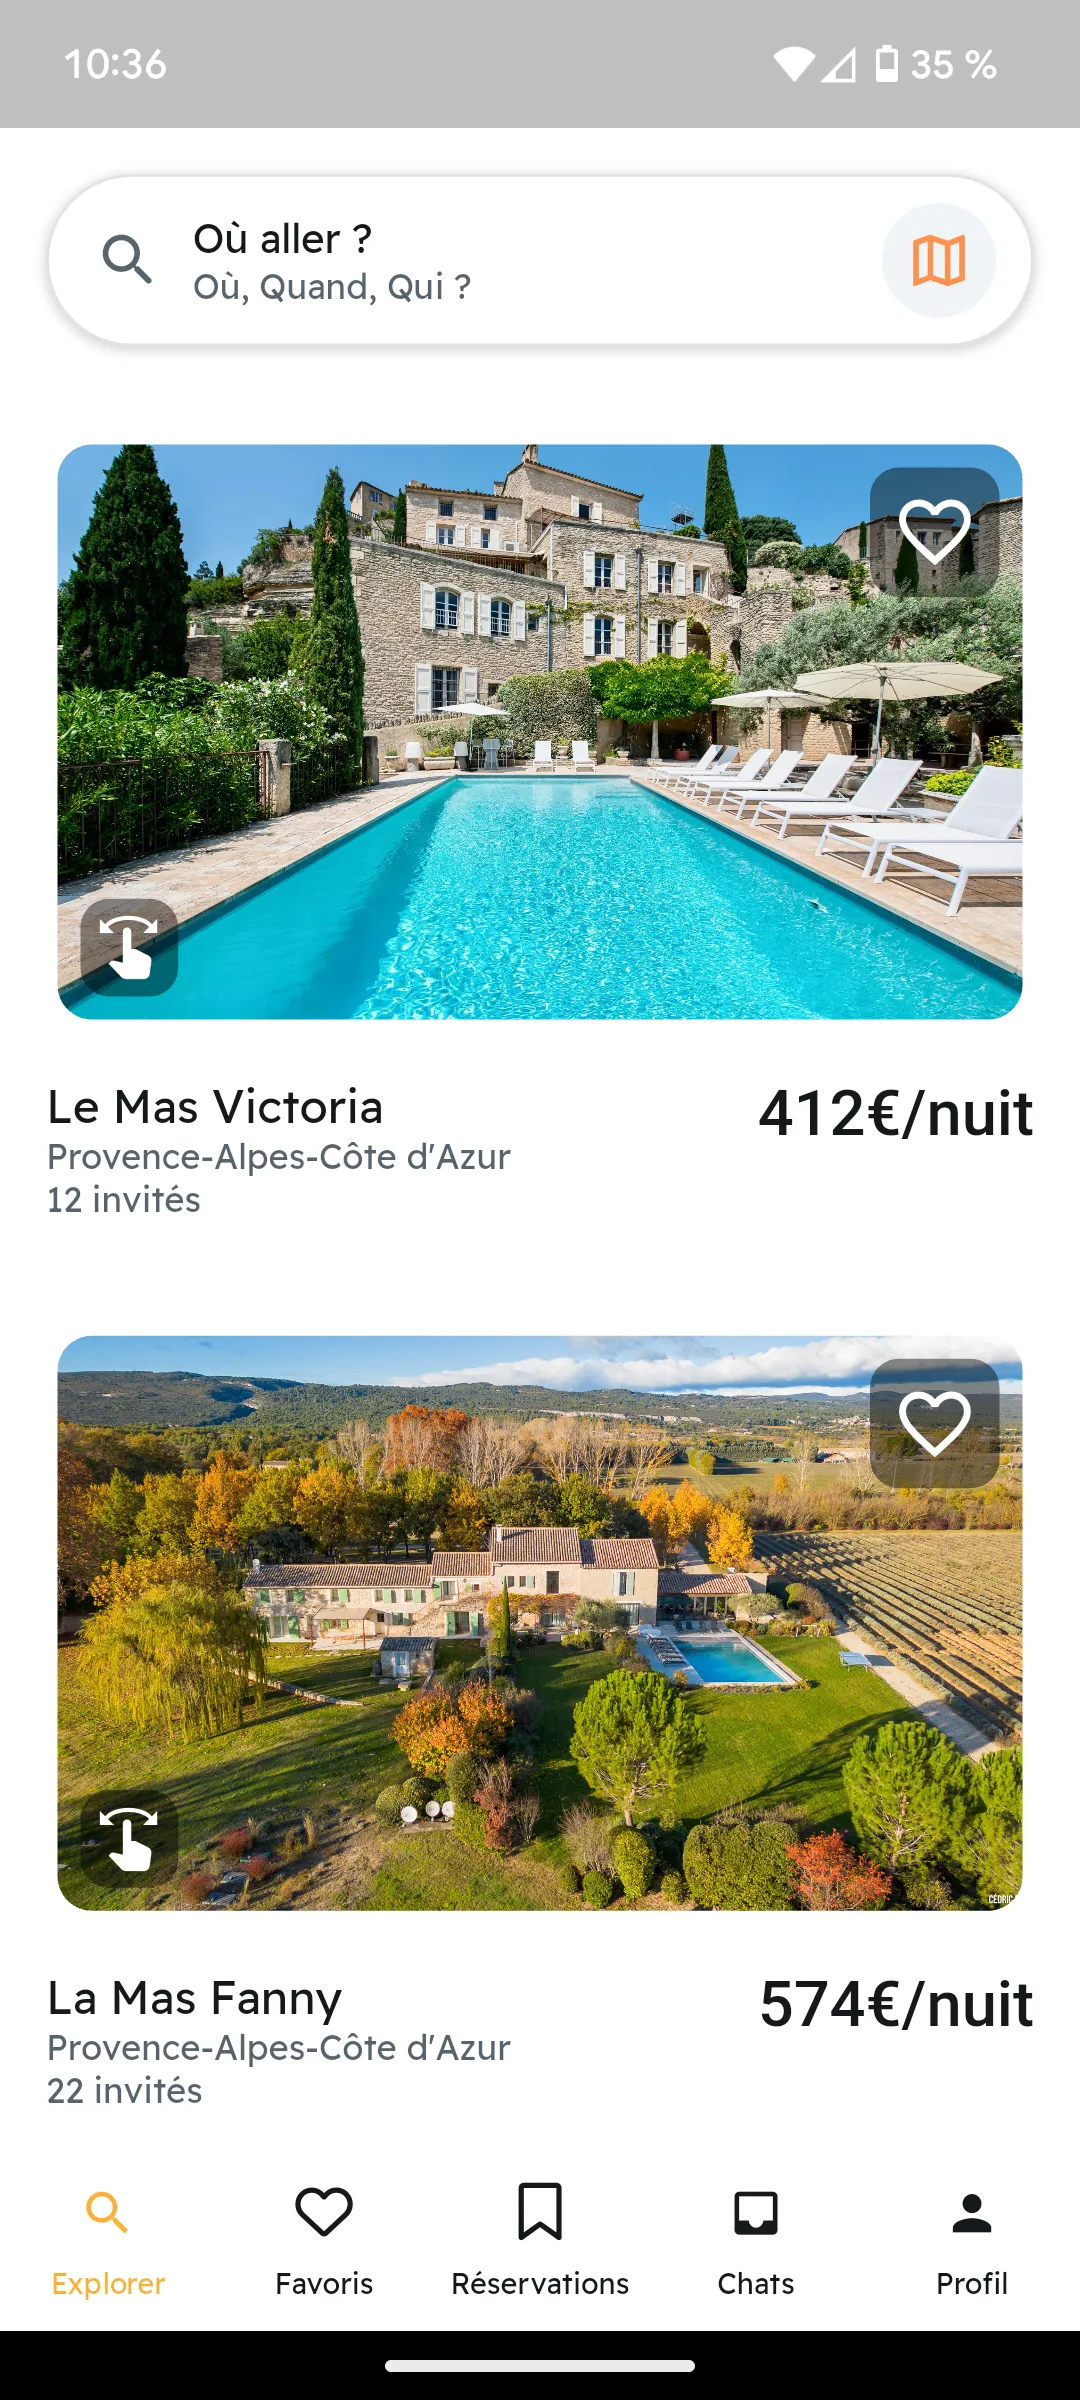 10:36
35 %
Où aller ?
Où, Quand, Qui ?
Le Mas Victoria
412€/nuit
Provence-Alpes-Côte d'Azur
12 invités
CÉDRIC
La Mas Fanny
574€/nuit
Provence-Alpes-Côte d'Azur
22 invités
Explorer
Favoris
Réservations
Chats
Profil